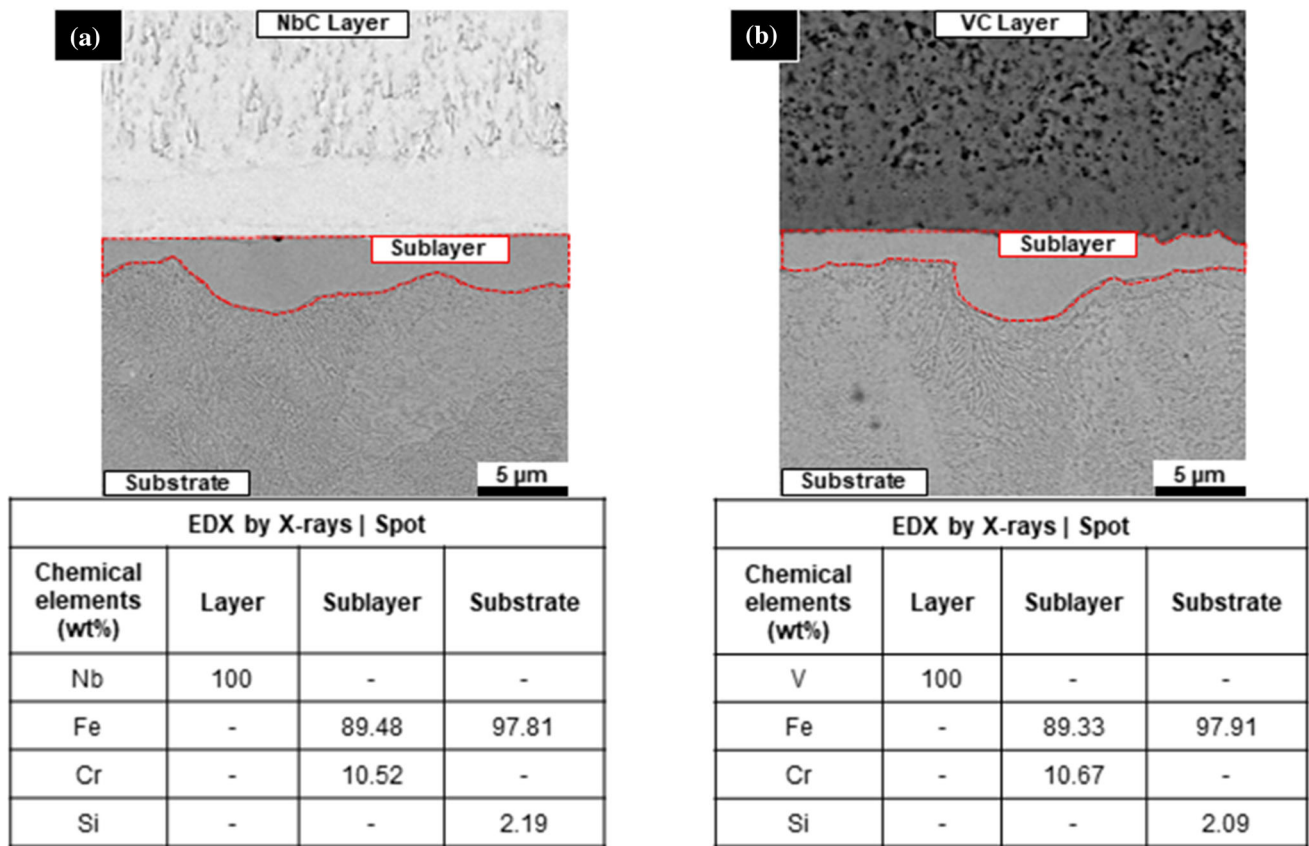 (a)
NbC Layer
Sublayer
Substrate
5 µm
EDX by X-rays | Spot
Chemical
elements
(wt%)
Layer
Sublayer
Substrate
Nb
100
-
-
Fe
-
89.48
97.81
Cr
-
10.52
-
Si
-
-
2.19
(b)
VC Layer
Sublayer
Substrate
5 µm
EDX by X-rays | Spot
Chemical
elements
(wt%)
Layer
Sublayer
Substrate
V
100
-
-
Fe
-
89.33
97.91
Cr
-
10.67
-
Si
-
-
2.09